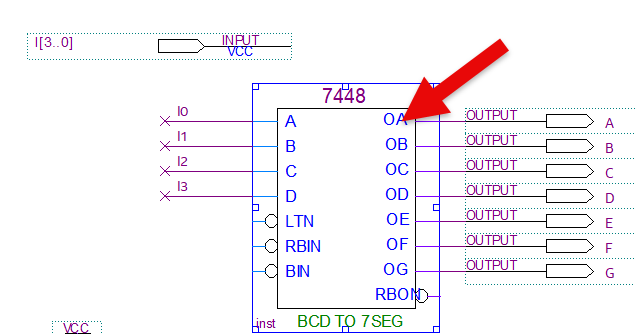 I[3..0] INPUT
VCC
7448
I0 A OA OUTPUT A
I1 B OB OUTPUT B
I2 C OC OUTPUT C
I3 D OD OUTPUT D
LTN OE OUTPUT E
RBIN OF OUTPUT F
BIN OG OUTPUT G
RBON
inst BCD TO 7SEG
VCC